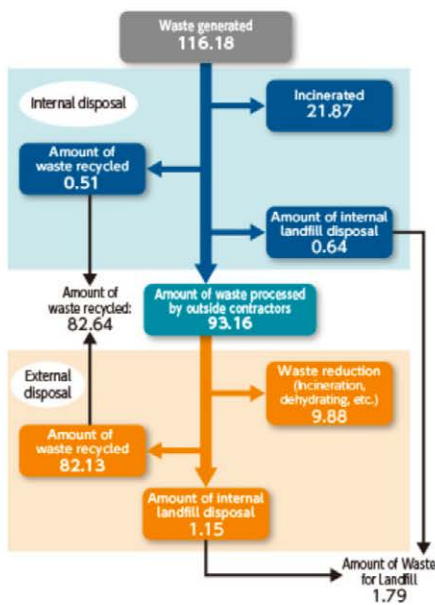 Waste generated
116.18
Internal disposal
Incinerated
21.87
Amount of
waste recycled
0.51
Amount of internal
landfill disposal
0.64
Amount of
waste recycled:
82.64
Amount of waste processed
by outside contractors
93.16
External
disposal
Waste reduction
(Incineration,
dehydrating, etc.)
9.88
Amount of
waste recycled
82.13
Amount of internal
landfill disposal
1.15
Amount of Waste
for Landfill
1.79